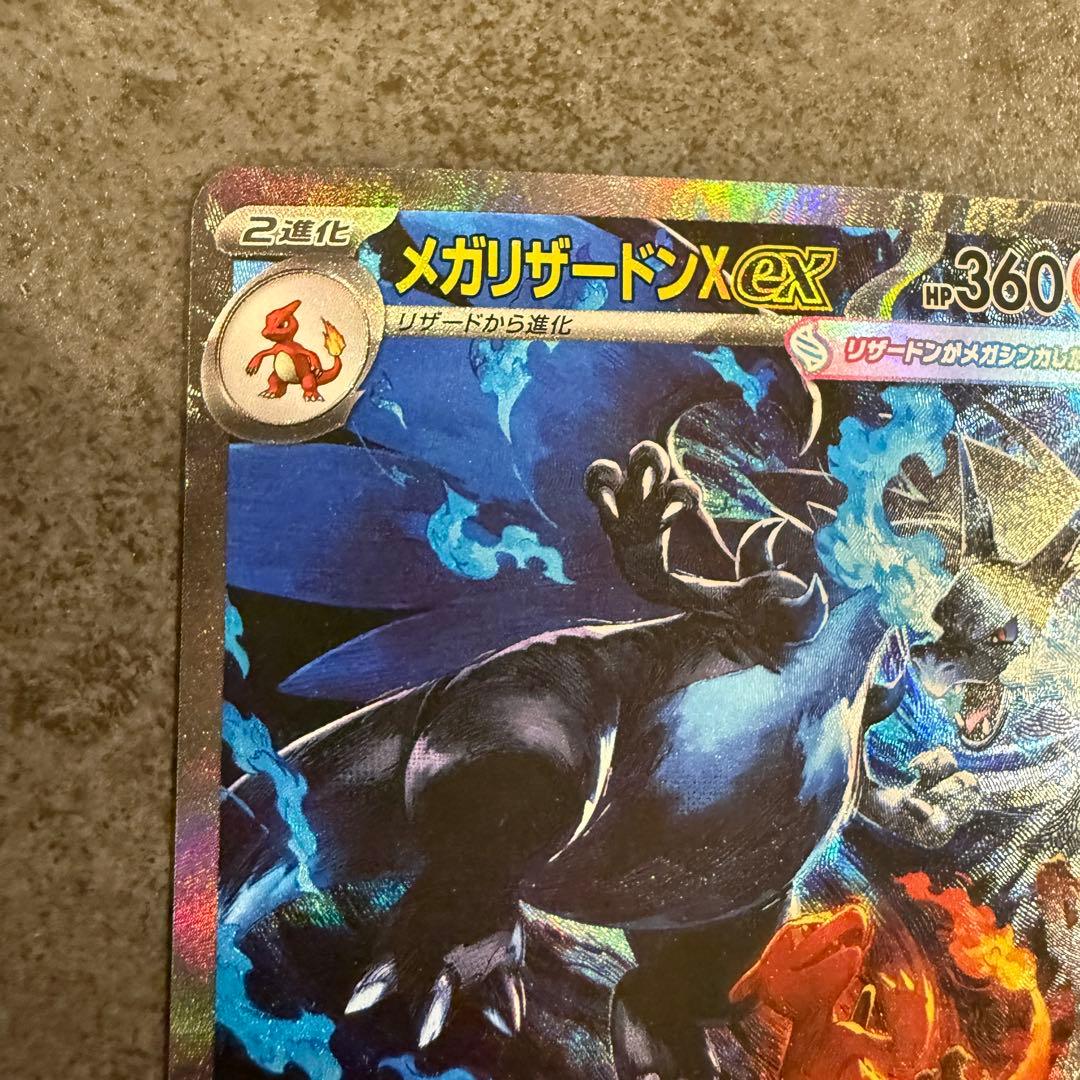 2進化
メガリザードンXex
HP360
リザードから進化
リザードンがメガシンカした